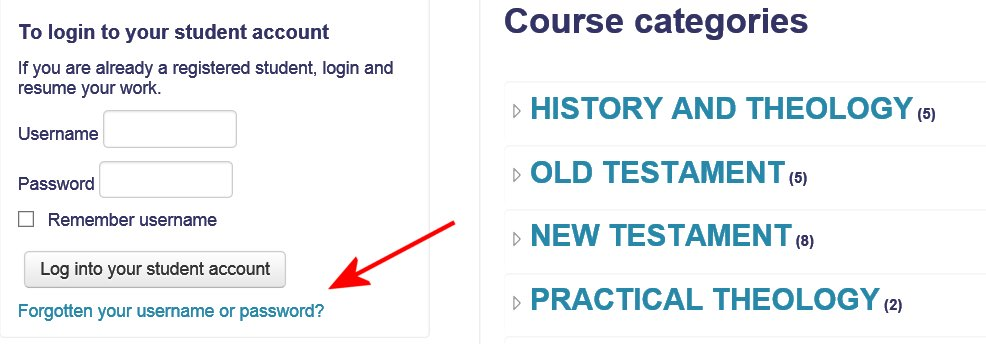 To login to your student account
If you are already a registered student, login and
resume your work.
Username
Password
Remember username
Log into your student account
Forgotten your username or password?
Course categories
HISTORY AND THEOLOGY (5)
OLD TESTAMENT (5)
NEW TESTAMENT (8)
PRACTICAL THEOLOGY (2)